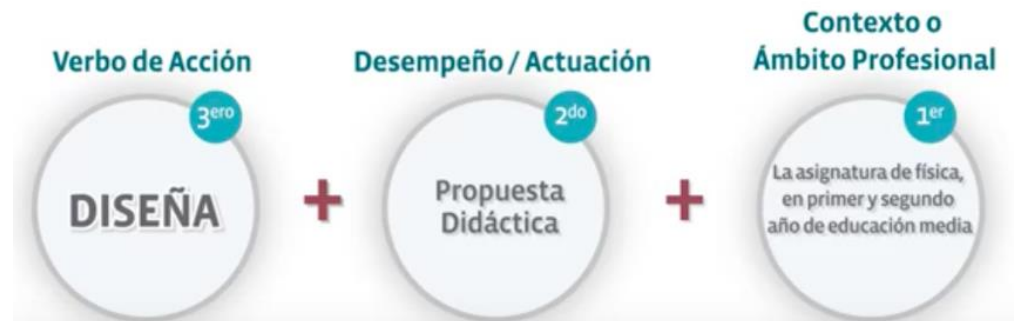 Verbo de Acción
3ero
DISEÑA
+
Desempeño / Actuación
2do
Propuesta
Didáctica
+
Contexto o
Ámbito Profesional
1er
La asignatura de física,
en primer y segundo
año de educación media